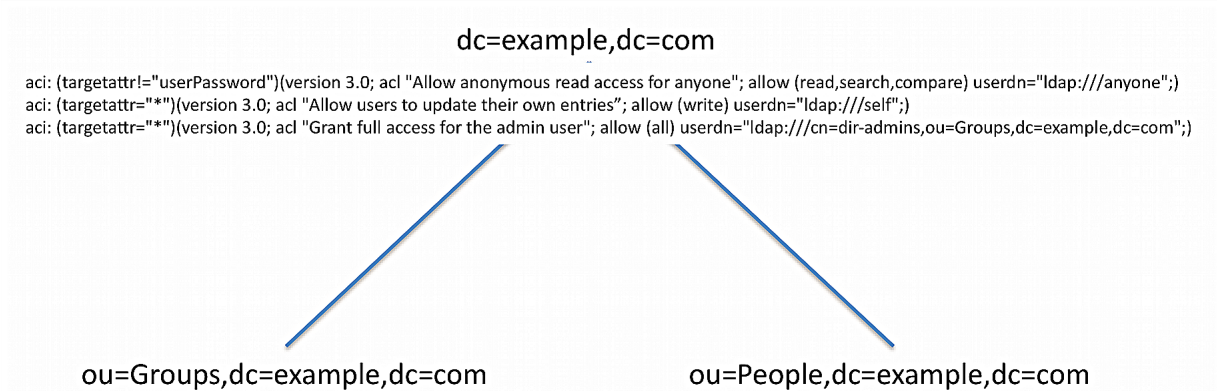 dc=example,dc=com
aci: (targetattr!="userPassword")(version 3.0; acl "Allow anonymous read access for anyone"; allow (read,search,compare) userdn="ldap:///anyone";)
aci: (targetattr="*")(version 3.0; acl "Allow users to update their own entries”; allow (write) userdn="ldap:///self";)
aci: (targetattr="*")(version 3.0; acl "Grant full access for the admin user"; allow (all) userdn="ldap:///cn=dir-admins,ou=Groups,dc=example,dc=com";)
ou=Groups,dc=example,dc=com
ou=People,dc=example,dc=com